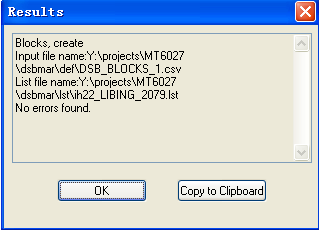 Results
Blocks, create
Input file name:Y:\projects\MT6027
\dsbmar\def\DSB_BLOCKS_1.csv
List file name:Y:\projects\MT6027
\dsbmar\lst\ih22_LIBING_2079.lst
No errors found.
OK
Copy to Clipboard